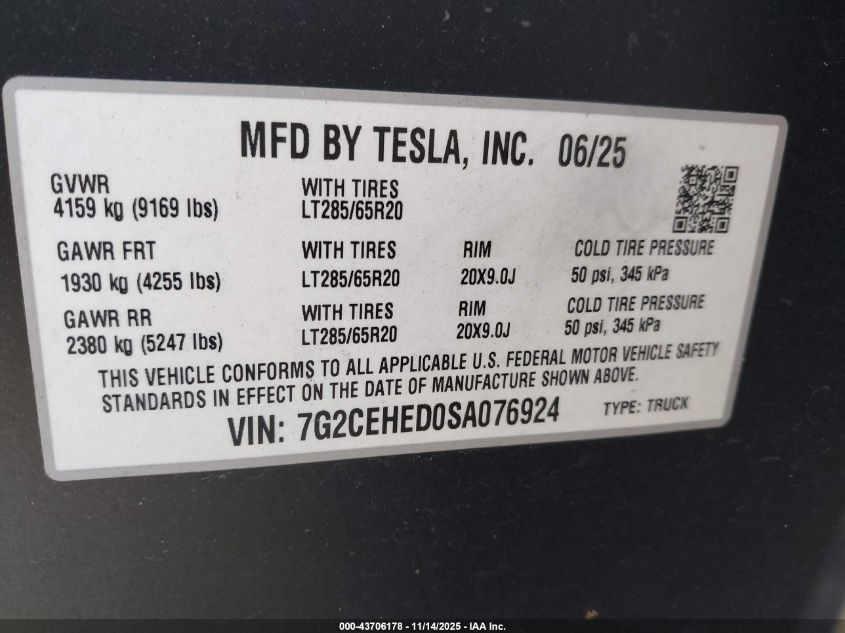 MFD BY TESLA, INC. 06/25
GVWR WITH TIRES
4159 kg (9169 lbs) LT285/65R20
GAWR FRT WITH TIRES RIM COLD TIRE PRESSURE
1930 kg (4255 lbs) LT285/65R20 20X9.0J 50 psi, 345 kPa
GAWR RR WITH TIRES RIM COLD TIRE PRESSURE
2380 kg (5247 lbs) LT285/65R20 20X9.0J 50 psi, 345 kPa
THIS VEHICLE CONFORMS TO ALL APPLICABLE U.S. FEDERAL MOTOR VEHICLE SAFETY
STANDARDS IN EFFECT ON THE DATE OF MANUFACTURE SHOWN ABOVE.
VIN: 7G2CEHED0SA076924 TYPE: TRUCK
000-43706178 - 11/14/2025 - IAA Inc.